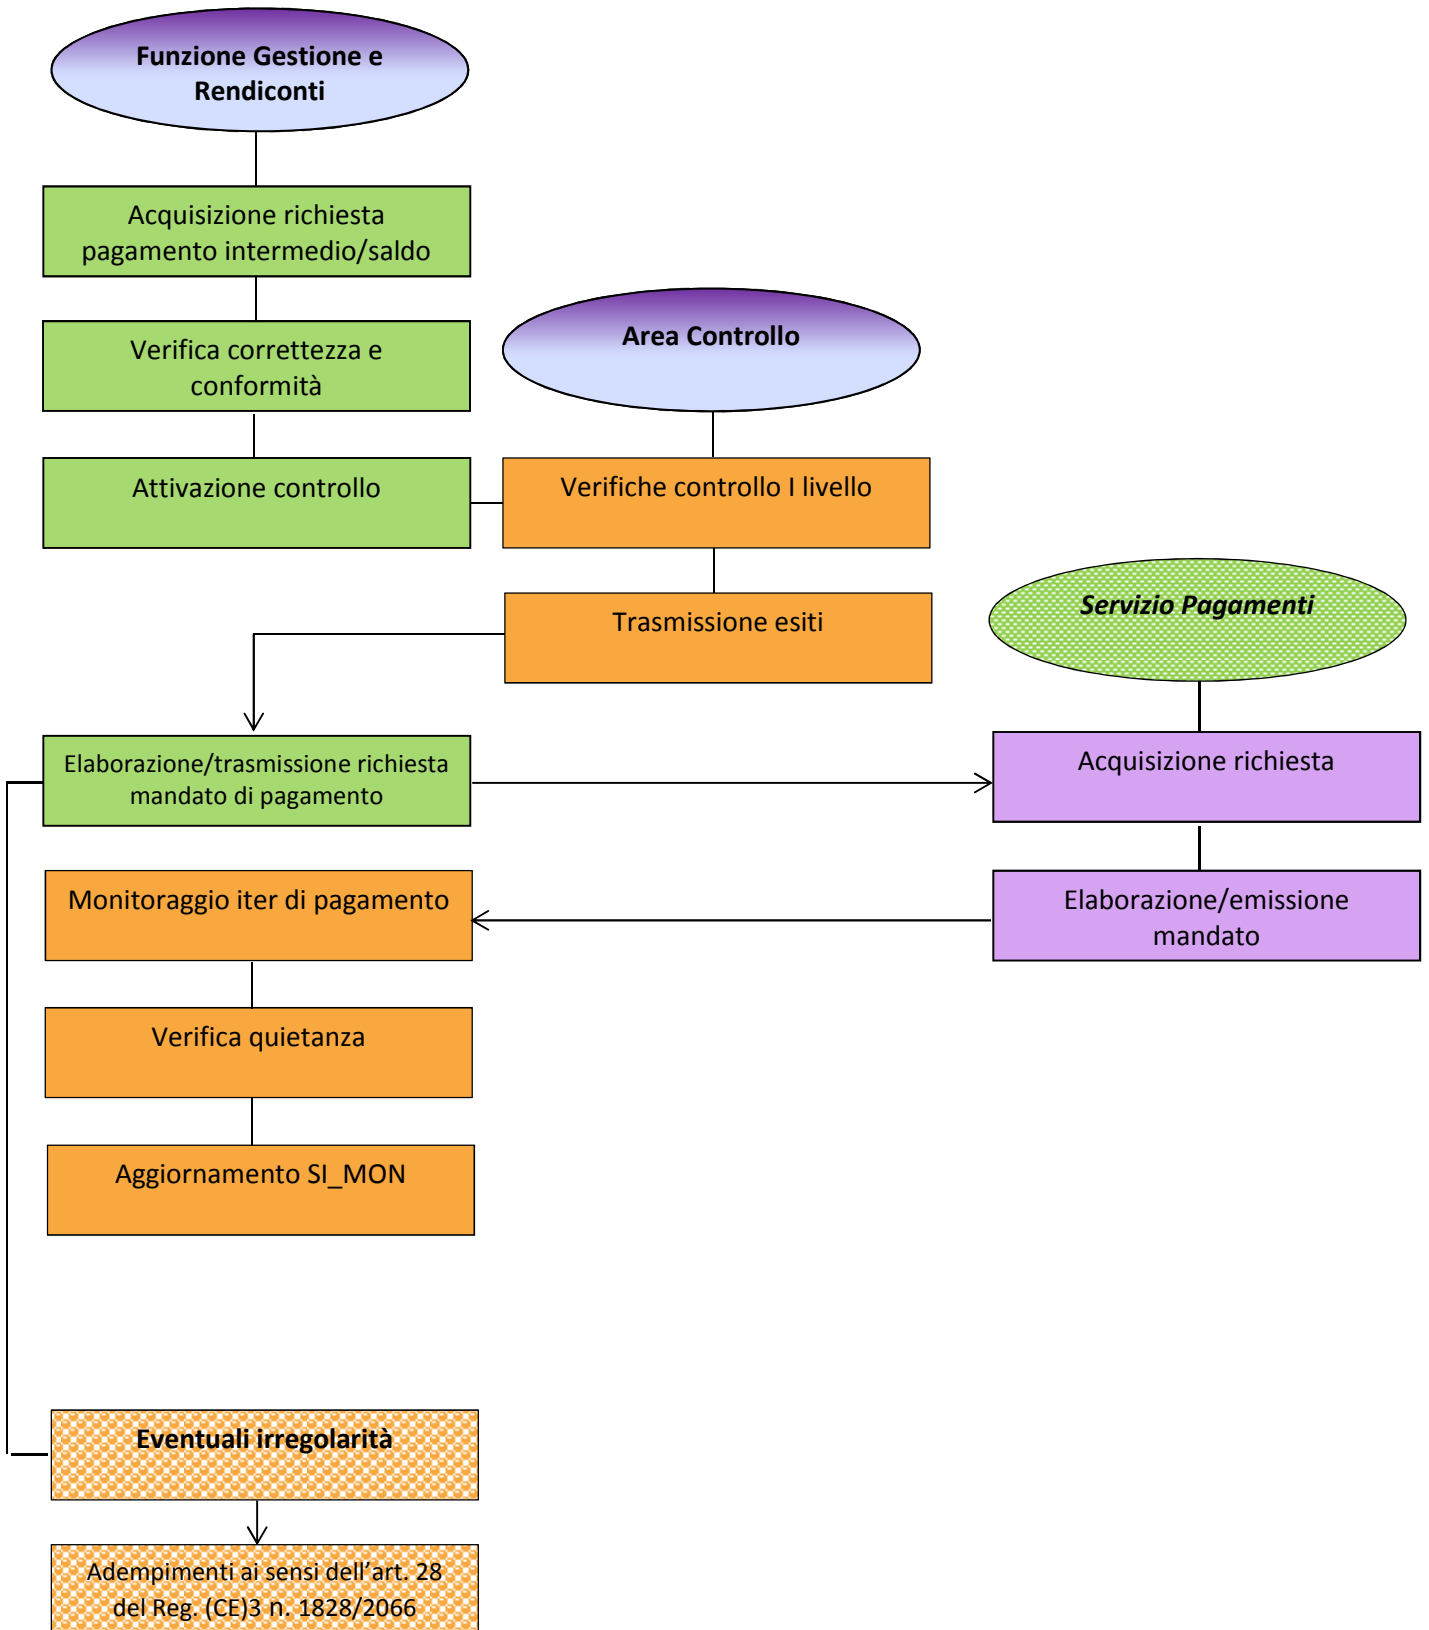 Funzione Gestione e
Rendiconti
Acquisizione richiesta
pagamento intermedio/saldo
Verifica correttezza e
conformità
Area Controllo
Attivazione controllo
Verifiche controllo I livello
Trasmissione esiti
Servizio Pagamenti
Elaborazione/trasmissione richiesta
mandato di pagamento
Acquisizione richiesta
Monitoraggio iter di pagamento
Elaborazione/emissione
mandato
Verifica quietanza
Aggiornamento SI_MON
Eventuali irregolarità
Adempimenti ai sensi dell'art. 28
del Reg. (CE)3 n. 1828/2066